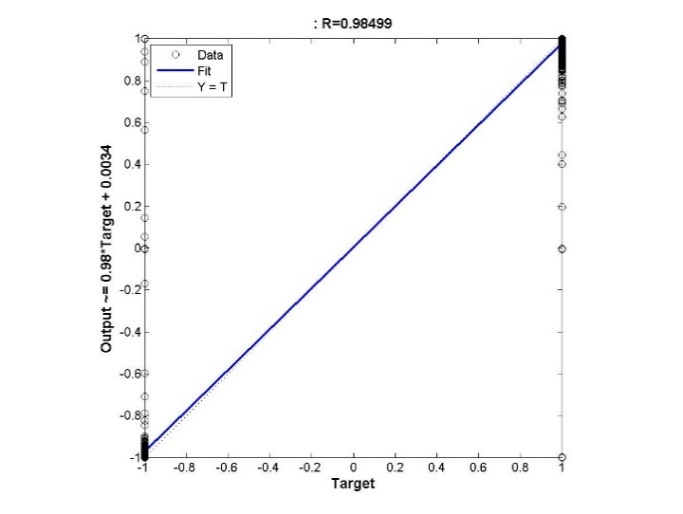 : R=0.98499
Data
Fit
Y = T
Output ~= 0.98*Target + 0.0034
1
0.8
0.6
0.4
0.2
0
-0.2
-0.4
-0.6
-0.8
-1
-1 -0.8 -0.6 -0.4 -0.2 0 0.2 0.4 0.6 0.8 1
Target